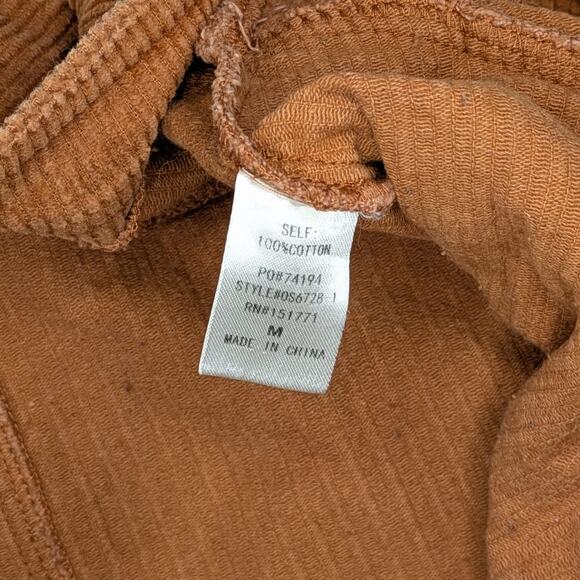 SELF:
100%COTTON
PO#74194
STYLE#OS6728-1
RN#151771
M
MADE IN CHINA